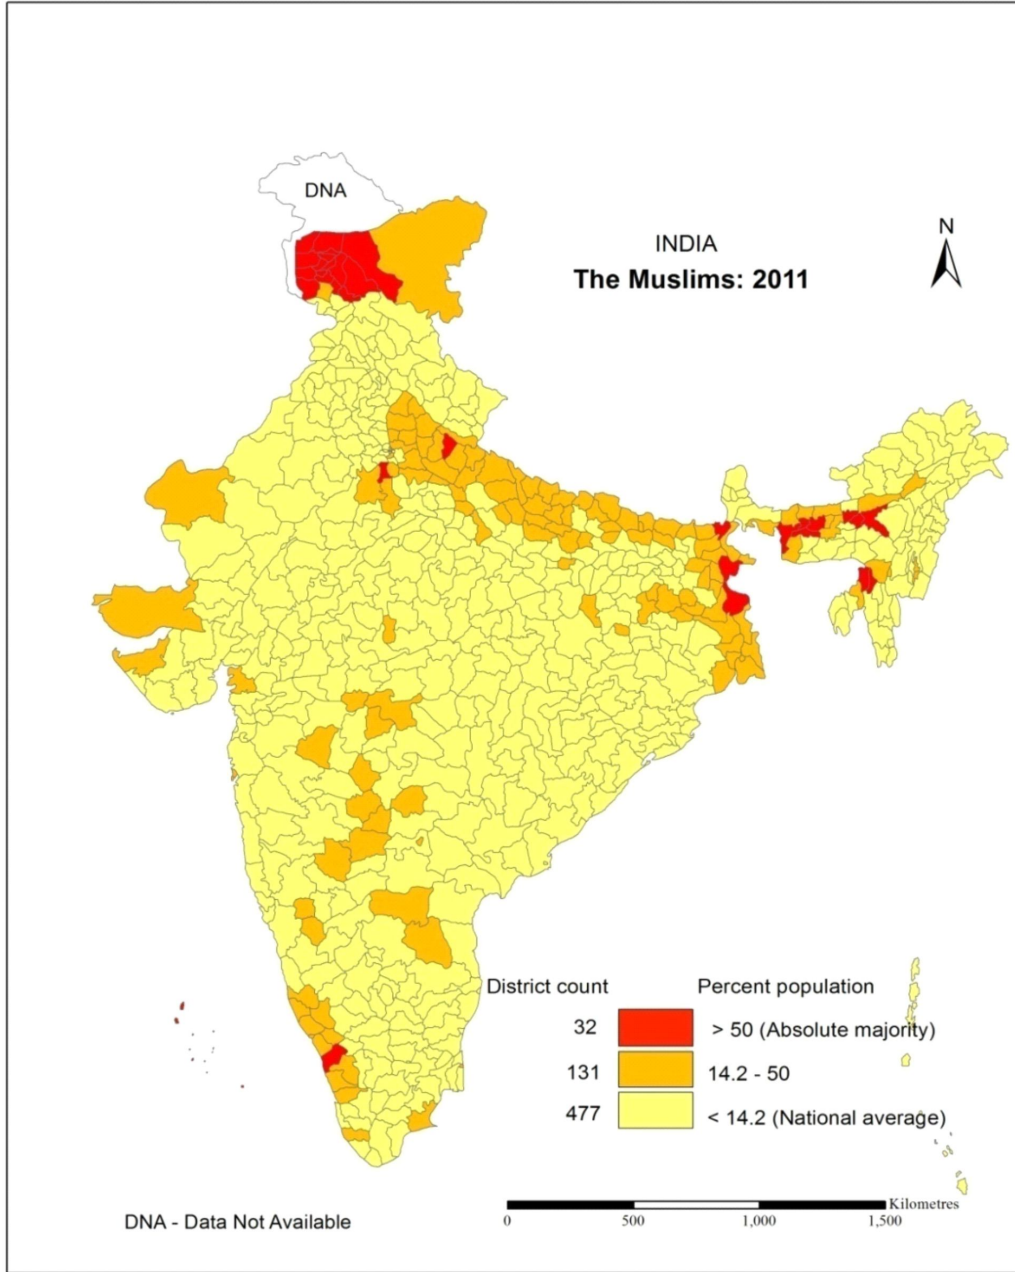 DNA
INDIA
The Muslims: 2011
N
District count Percent population
32 > 50 (Absolute majority)
131 14.2 - 50
477 < 14.2 (National average)
DNA - Data Not Available
Kilometres
0 500 1,000 1,500